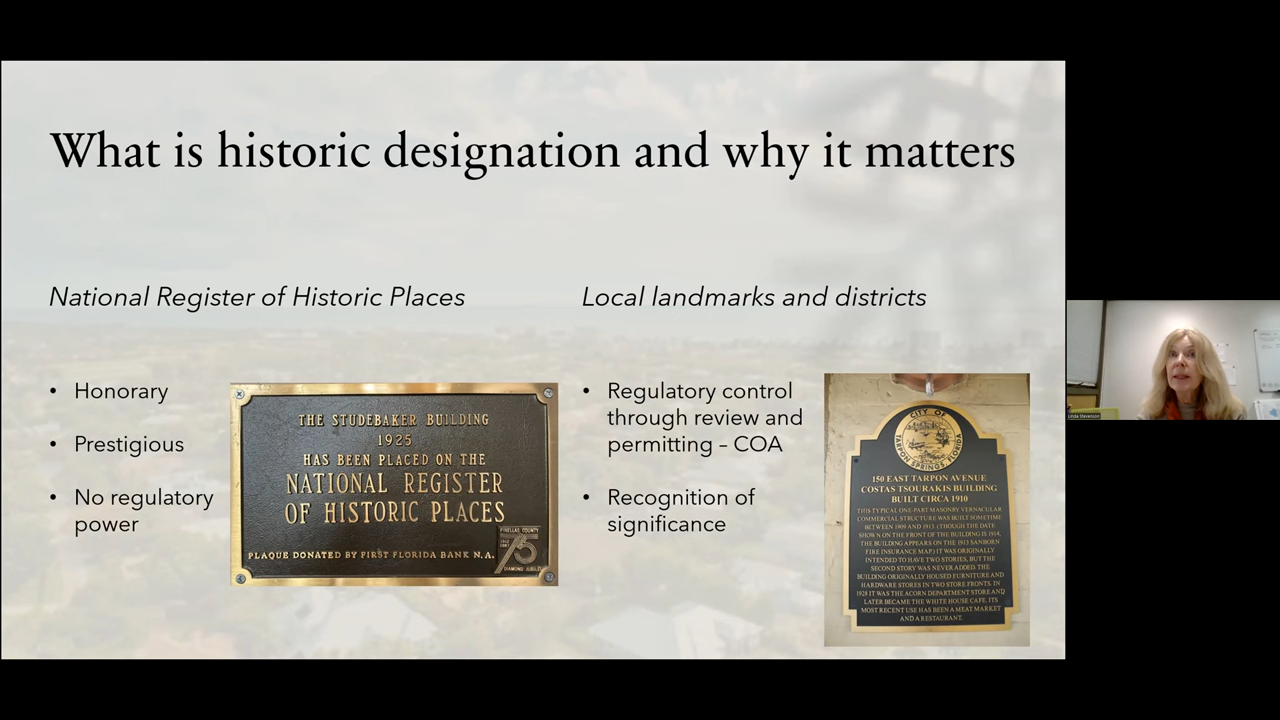 What is historic designation and why it matters
National Register of Historic Places
• Honorary
• Prestigious
• No regulatory
power
THE STUDEBAKER BUILDING
1925
HAS BEEN PLACED ON THE
NATIONAL REGISTER
OF HISTORIC PLACES
PLAQUE DONATED BY FIRST FLORIDA BANK N.A.
PINELLAS COUNTY
75
DIAMOND JUBILEE
Local landmarks and districts
• Regulatory control
through review and
permitting – COA
• Recognition of
significance
CITY OF
TARPON SPRINGS, FLORIDA
150 EAST TARPON AVENUE
COSTAS TSOURAKIS BUILDING
BUILT CIRCA 1910
THIS TYPICAL ONE-PART MASONRY VERNACULAR
COMMERCIAL STRUCTURE WAS BUILT SOMETIME
BETWEEN 1909 AND 1913. (THOUGH THE DATE
SHOWN ON THE FRONT OF THE BUILDING IS 1914,
THE BUILDING APPEARS ON THE 1913 SANBORN
FIRE INSURANCE MAP.) IT WAS ORIGINALLY
INTENDED TO HAVE TWO STORIES, BUT THE
SECOND STORY WAS NEVER ADDED. THE
BUILDING ORIGINALLY HOUSED FURNITURE AND
HARDWARE STORES IN TWO STORE FRONTS. IN
1928 IT WAS THE ACORN DEPARTMENT STORE AND
LATER BECAME THE WHITE HOUSE CAFE. ITS
MOST RECENT USE HAS BEEN A MEAT MARKET
AND A RESTAURANT.
Linda Stevenson